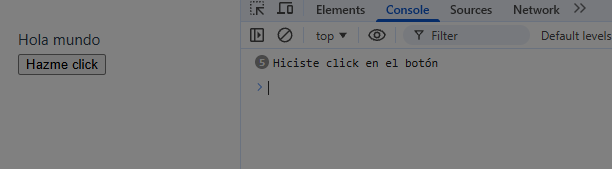 Hola mundo
Hazme click
Elements Console Sources Network
top Filter Default levels
5 Hiciste click en el botón